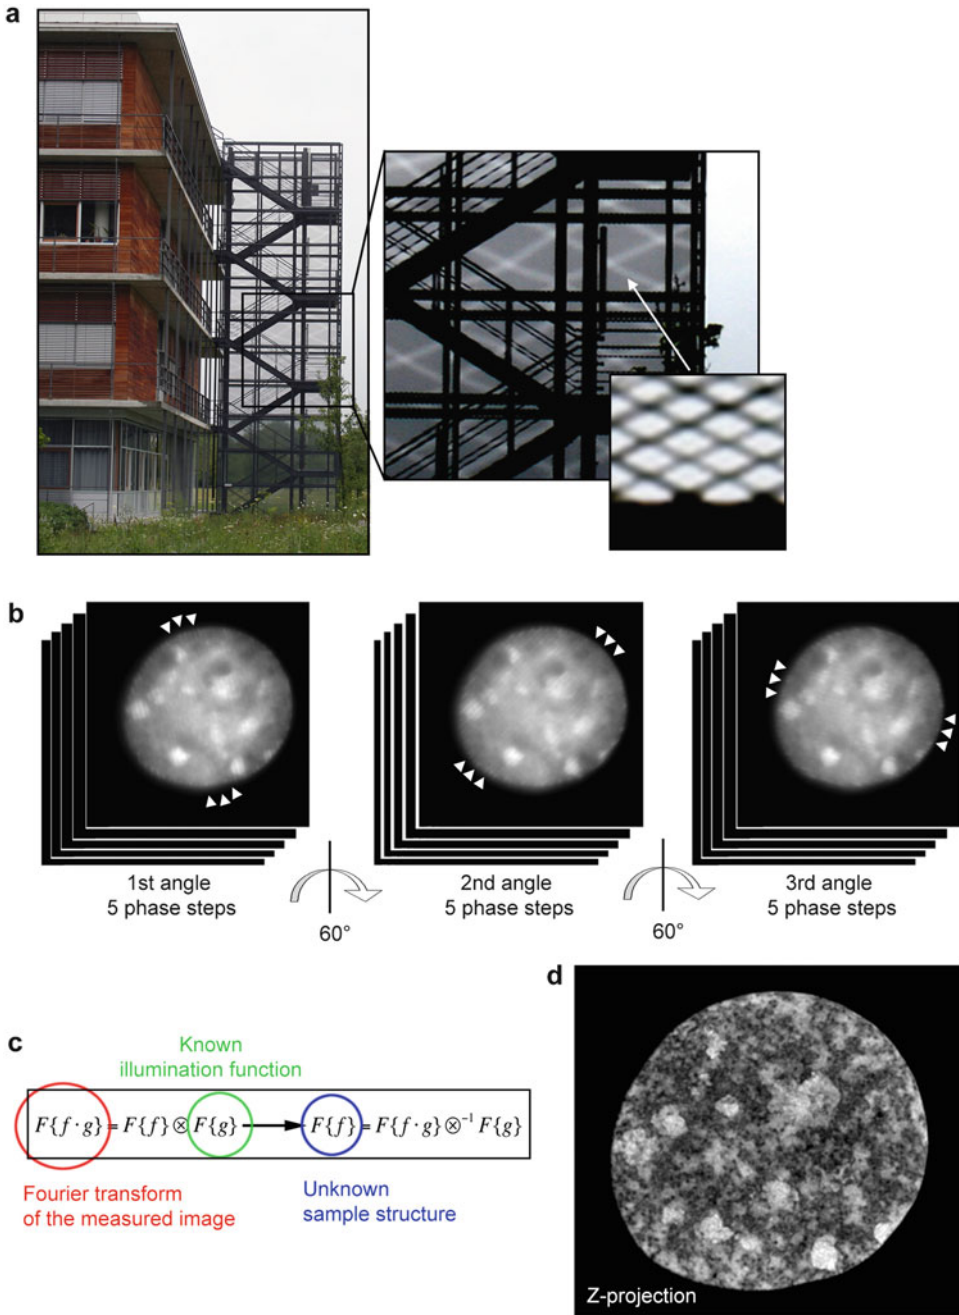 a
b
1st angle
5 phase steps
60°
2nd angle
5 phase steps
60°
3rd angle
5 phase steps
c
Known
illumination function
F{f · g} = F{f} ⊗ F{g} → F{f} = F{f · g} ⊗⁻¹ F{g}
Fourier transform
of the measured image
Unknown
sample structure
d
Z-projection